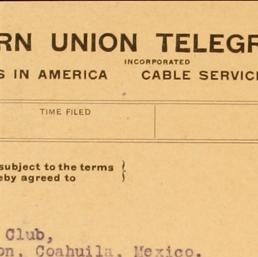 RN UNION TELEGR
INCORPORATED
S IN AMERICA CABLE SERVICE
TIME FILED
subject to the terms
eby agreed to
Club,
on, Coahuila, Mexico.